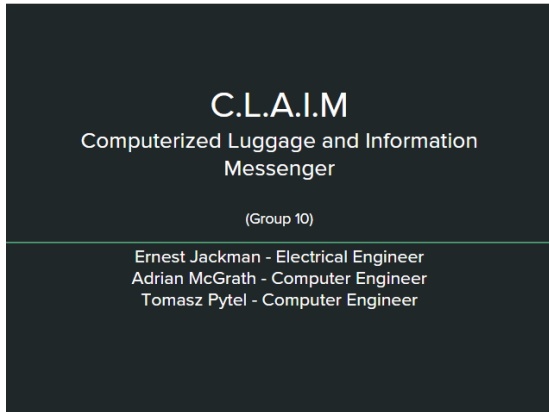 C.L.A.I.M
Computerized Luggage and Information
Messenger
(Group 10)
Ernest Jackman - Electrical Engineer
Adrian McGrath - Computer Engineer
Tomasz Pytel - Computer Engineer